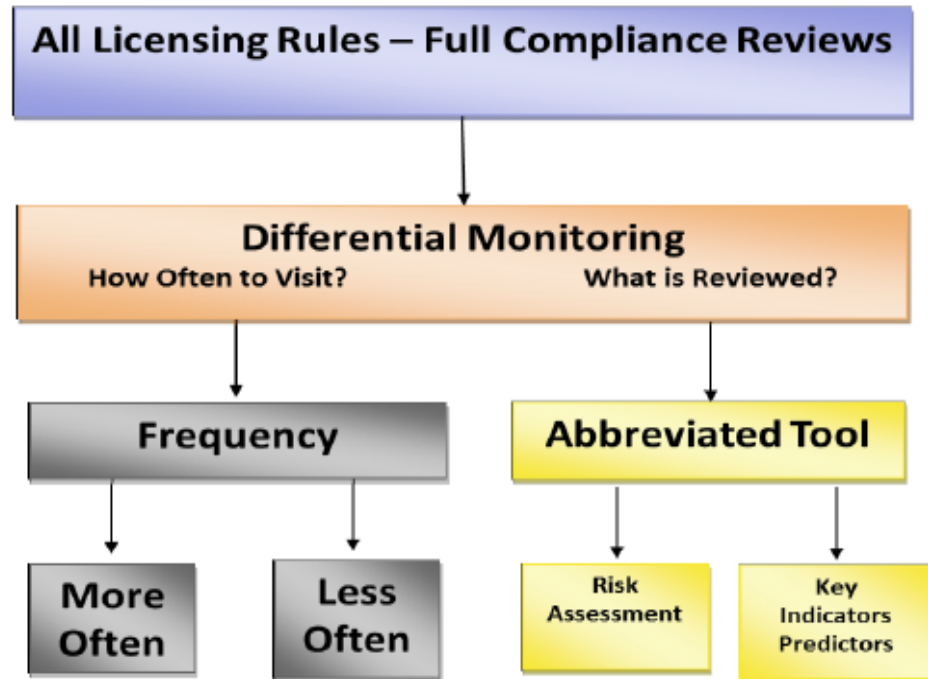 All Licensing Rules – Full Compliance Reviews
Differential Monitoring
How Often to Visit?
What is Reviewed?
Frequency
Abbreviated Tool
More
Often
Less
Often
Risk
Assessment
Key
Indicators
Predictors